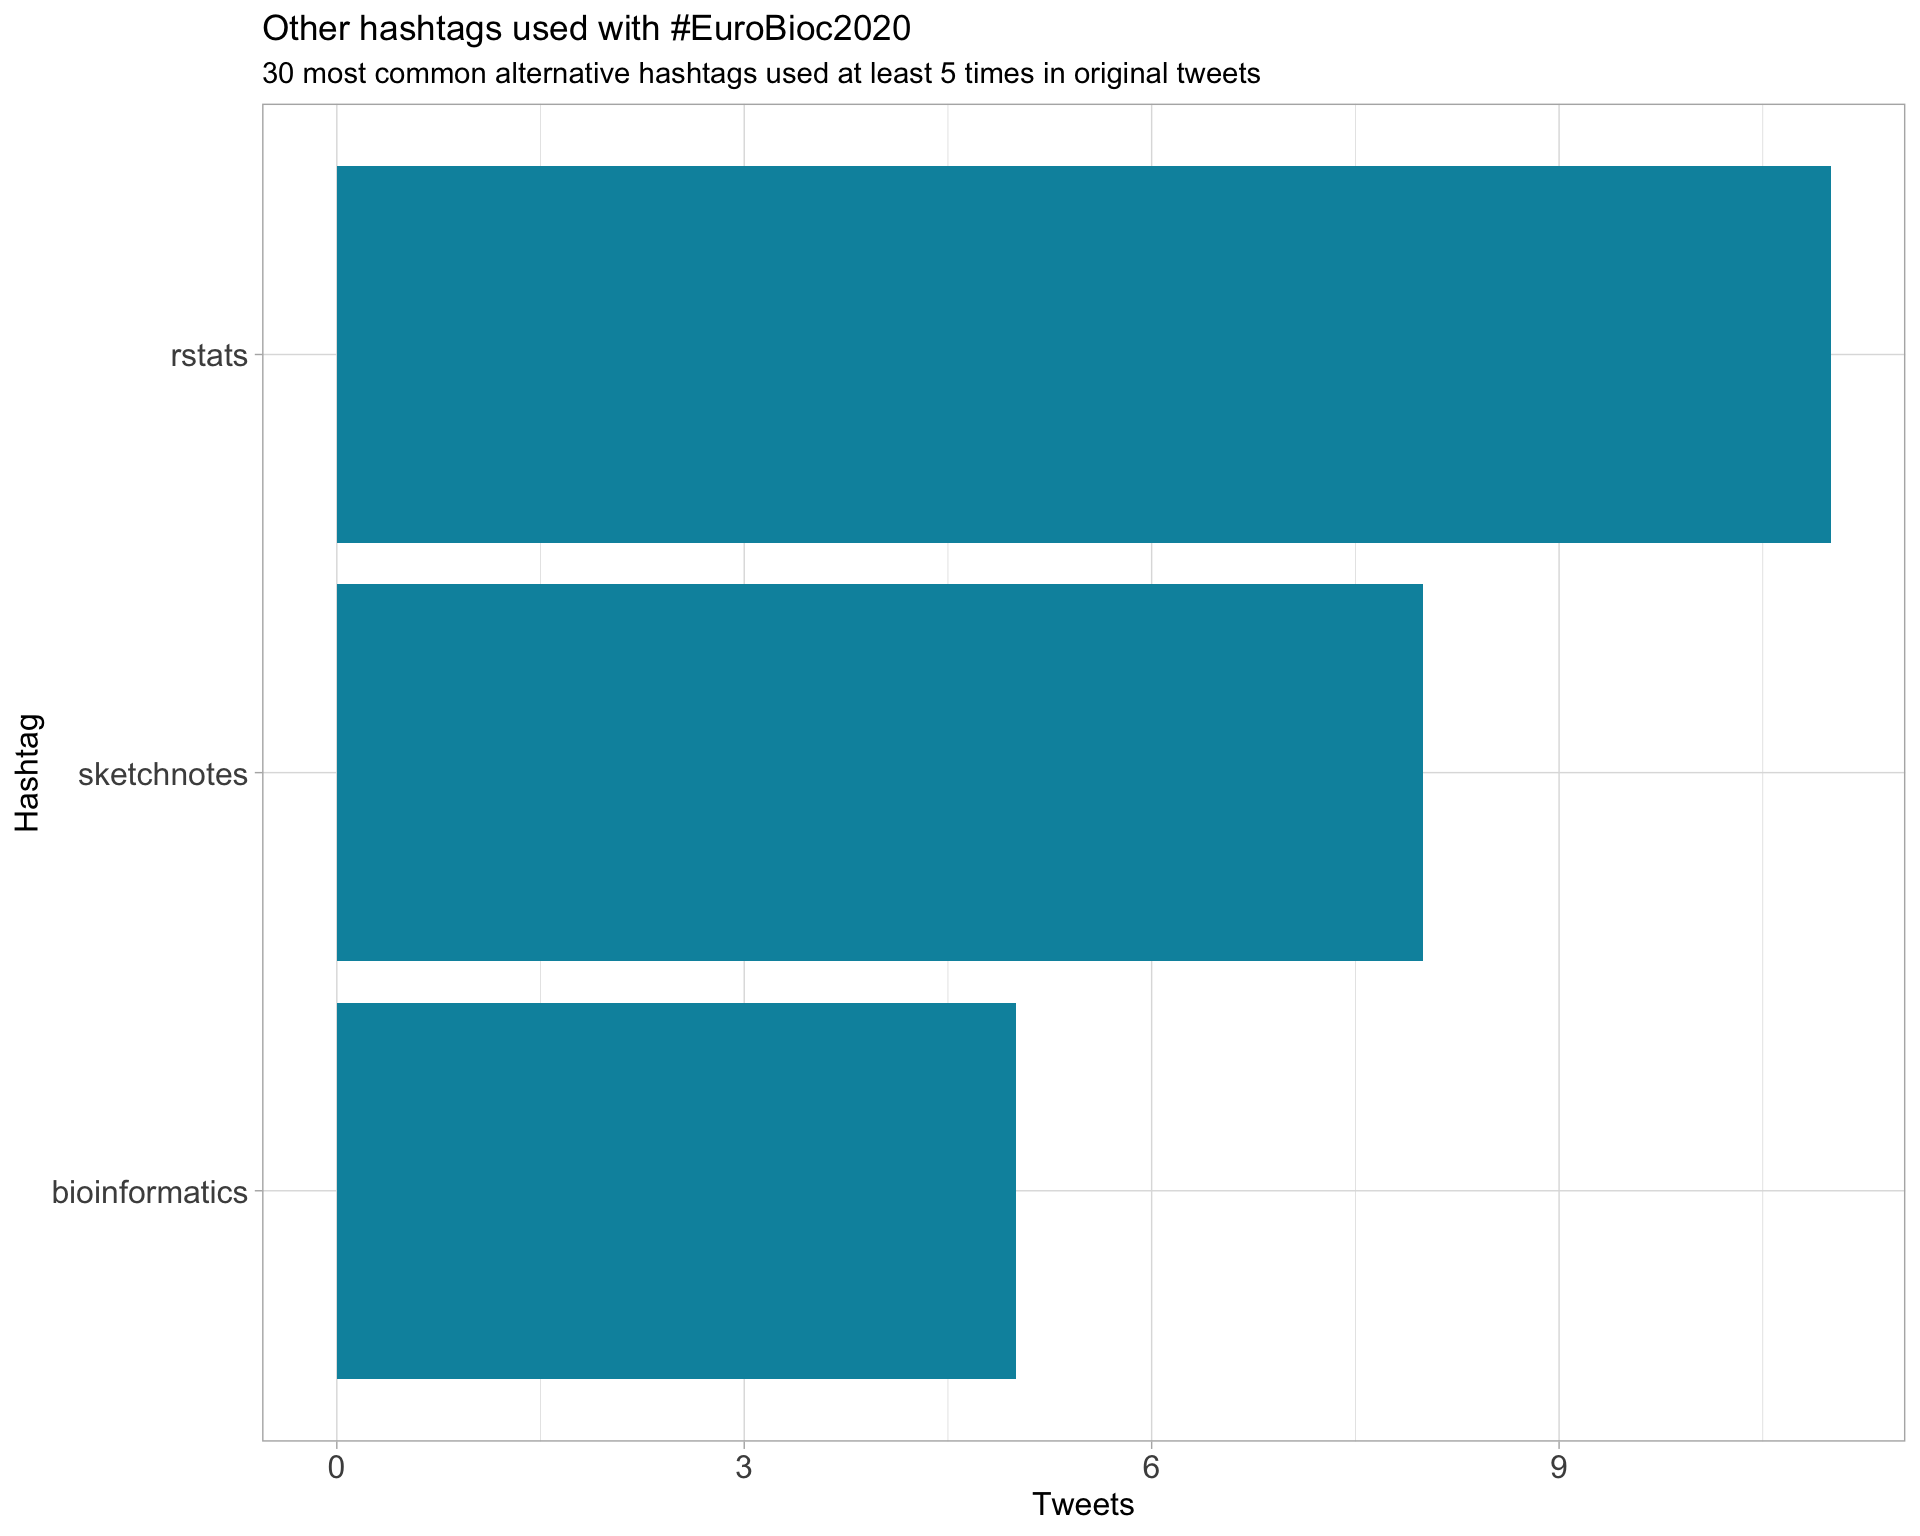 Other hashtags used with #EuroBioc2020
30 most common alternative hashtags used at least 5 times in original tweets
Hashtag
rstats
sketchnotes
bioinformatics
0 3 6 9
Tweets